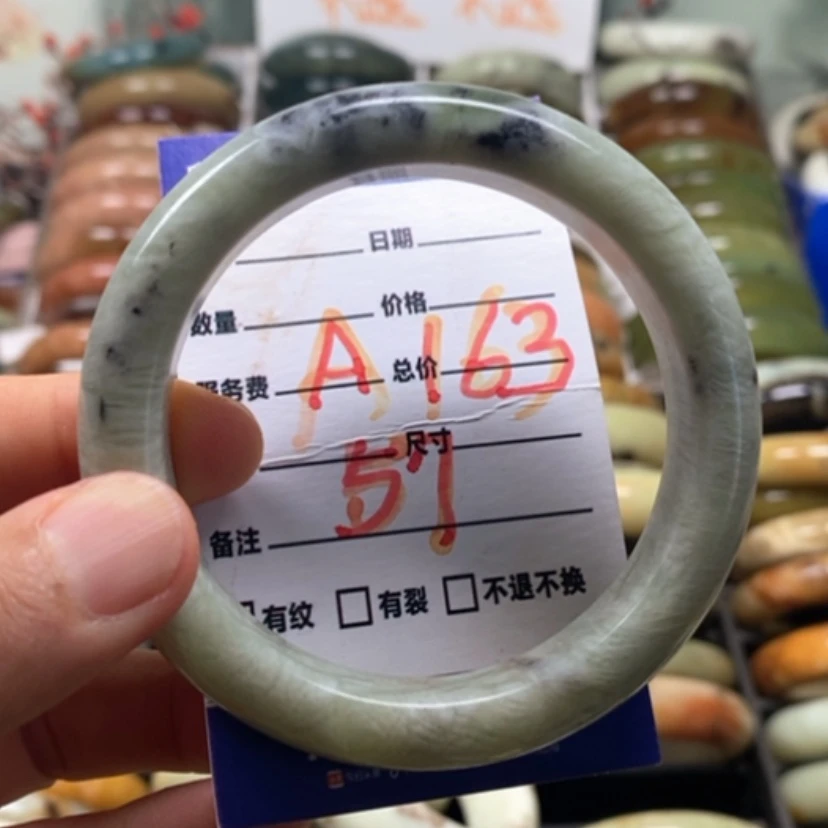 日期
数量 价格
服务费 总价
A163
尺寸
57
备注
有纹 有裂 不退不换